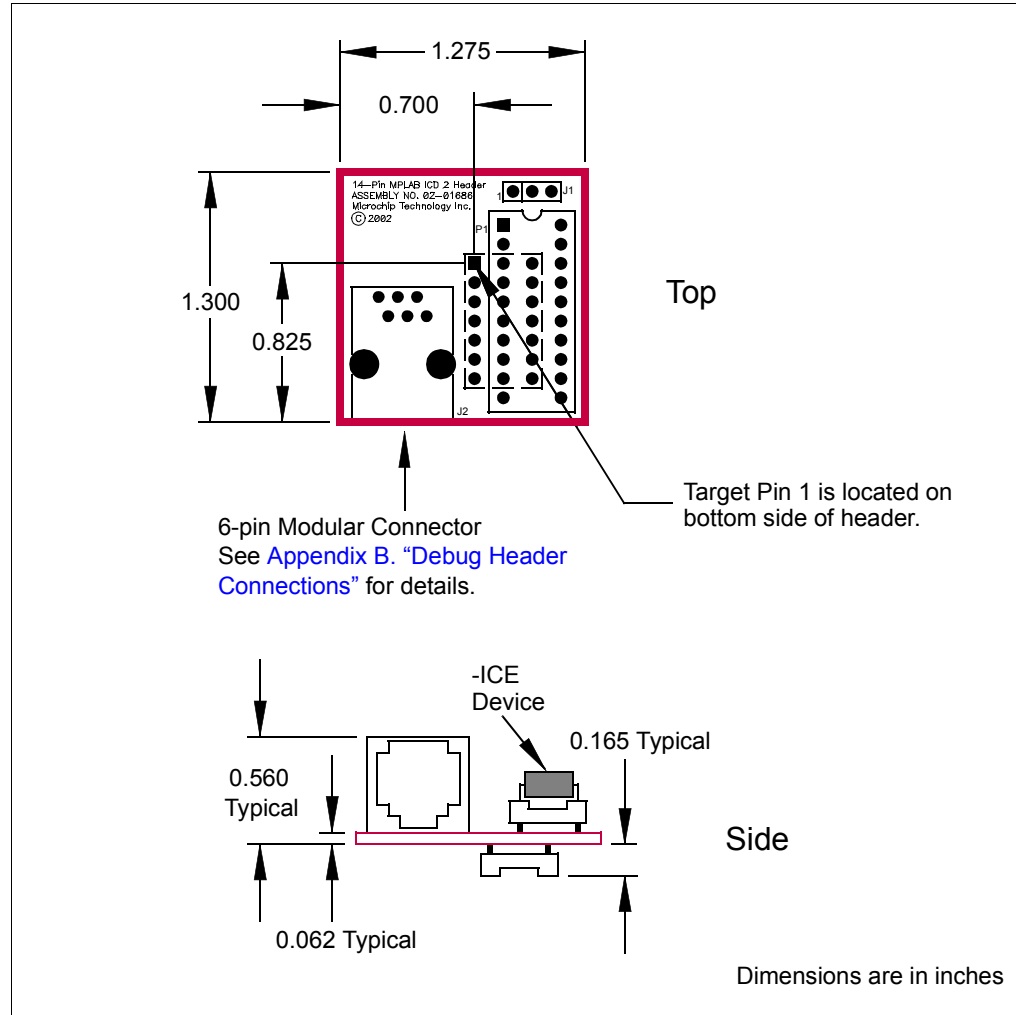 1.275
0.700
14-Pin MPLAB ICD 2 Header
ASSEMBLY NO. 02-01686
Microchip Technology Inc.
© 2002
1
J1
P1
1.300
0.825
Top
J2
Target Pin 1 is located on
bottom side of header.
6-pin Modular Connector
See Appendix B. “Debug Header
Connections” for details.
-ICE
Device
0.165 Typical
0.560
Typical
Side
0.062 Typical
Dimensions are in inches